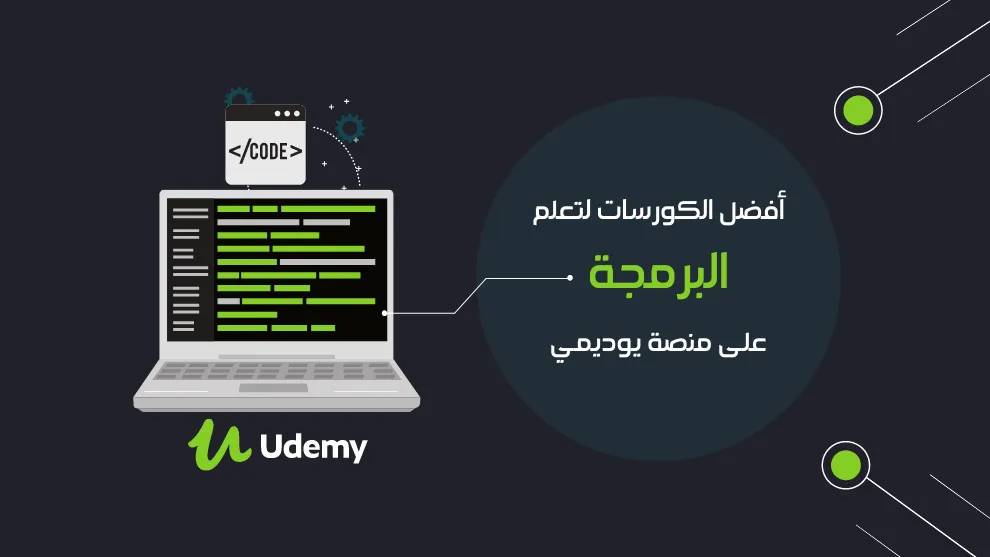 </CODE>
أفضل الكورسات لتعلم
البرمجة
على منصة يوديمي
Udemy